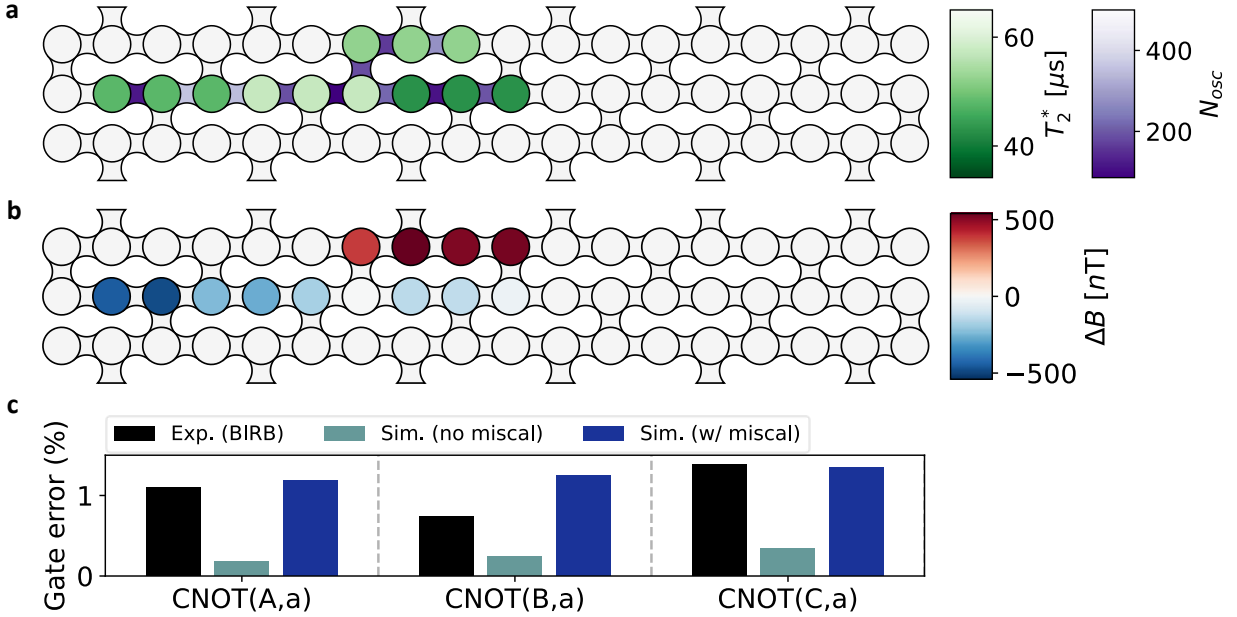 a
60
40
T₂* [μs]
400
200
N_osc
b
500
0
−500
ΔB [nT]
c
Exp. (BIRB)
Sim. (no miscal)
Sim. (w/ miscal)
Gate error (%)
1
0
CNOT(A,a)
CNOT(B,a)
CNOT(C,a)